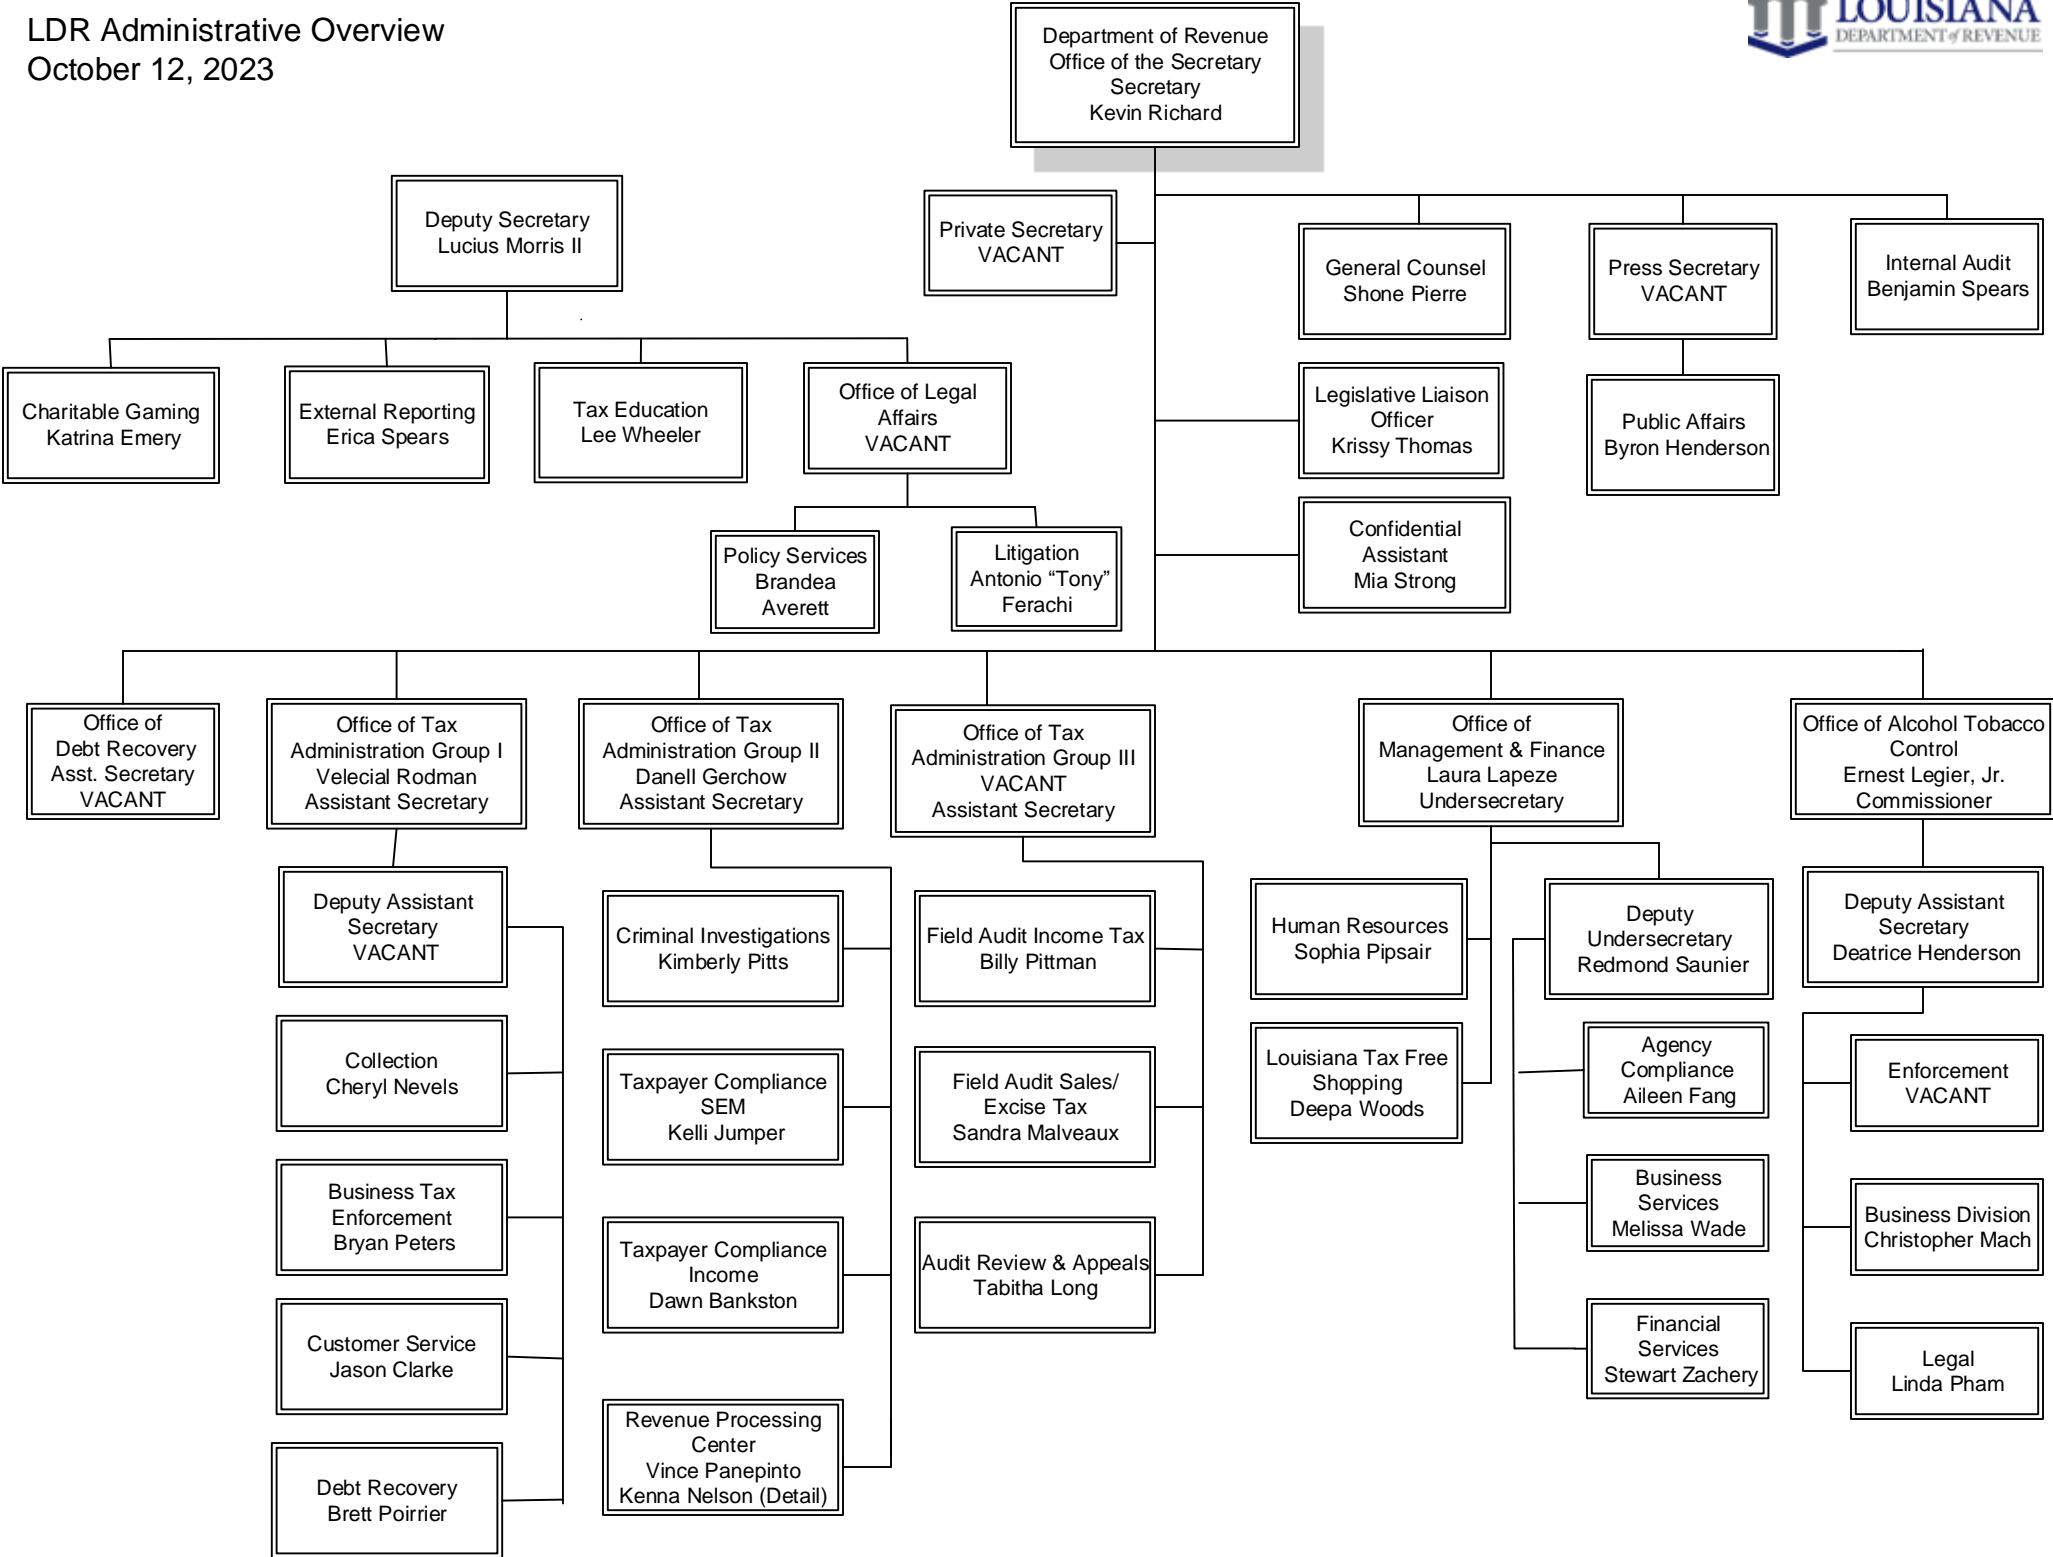 LDR Administrative Overview
October 12, 2023
LOUISIANA
DEPARTMENT of REVENUE
Department of Revenue
Office of the Secretary
Secretary
Kevin Richard
Deputy Secretary
Lucius Morris II
Private Secretary
VACANT
General Counsel
Shone Pierre
Press Secretary
VACANT
Internal Audit
Benjamin Spears
Charitable Gaming
Katrina Emery
External Reporting
Erica Spears
Tax Education
Lee Wheeler
Office of Legal
Affairs
VACANT
Legislative Liaison
Officer
Krissy Thomas
Public Affairs
Byron Henderson
Policy Services
Brandea
Averett
Litigation
Antonio “Tony”
Ferachi
Confidential
Assistant
Mia Strong
Office of
Debt Recovery
Asst. Secretary
VACANT
Office of Tax
Administration Group I
Velecial Rodman
Assistant Secretary
Office of Tax
Administration Group II
Danell Gerchow
Assistant Secretary
Office of Tax
Administration Group III
VACANT
Assistant Secretary
Office of
Management & Finance
Laura Lapeze
Undersecretary
Office of Alcohol Tobacco
Control
Ernest Legier, Jr.
Commissioner
Deputy Assistant
Secretary
VACANT
Collection
Cheryl Nevels
Business Tax
Enforcement
Bryan Peters
Customer Service
Jason Clarke
Debt Recovery
Brett Poirrier
Criminal Investigations
Kimberly Pitts
Taxpayer Compliance
SEM
Kelli Jumper
Taxpayer Compliance
Income
Dawn Bankston
Revenue Processing
Center
Vince Panepinto
Kenna Nelson (Detail)
Field Audit Income Tax
Billy Pittman
Field Audit Sales/
Excise Tax
Sandra Malveaux
Audit Review & Appeals
Tabitha Long
Human Resources
Sophia Pipsair
Louisiana Tax Free
Shopping
Deepa Woods
Deputy
Undersecretary
Redmond Saunier
Agency
Compliance
Aileen Fang
Business
Services
Melissa Wade
Financial
Services
Stewart Zachery
Deputy Assistant
Secretary
Deatrice Henderson
Enforcement
VACANT
Business Division
Christopher Mach
Legal
Linda Pham